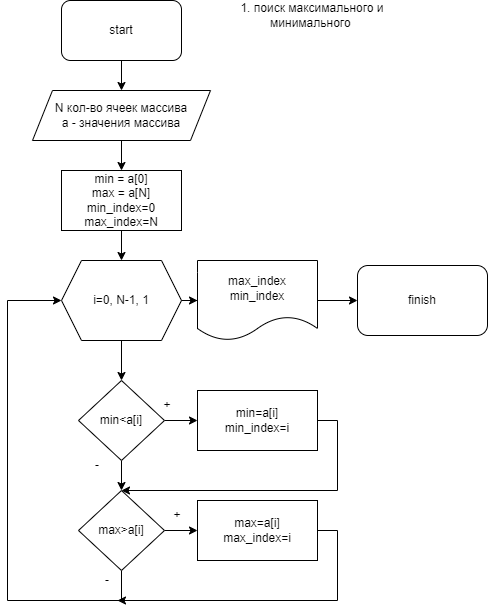 start
1. поиск максимального и
минимального
N кол-во ячеек массива
a - значения массива
min = a[0]
max = a[N]
min_index=0
max_index=N
i=0, N-1, 1
max_index
min_index
finish
min<a[i]
+
min=a[i]
min_index=i
-
max>a[i]
+
max=a[i]
max_index=i
-